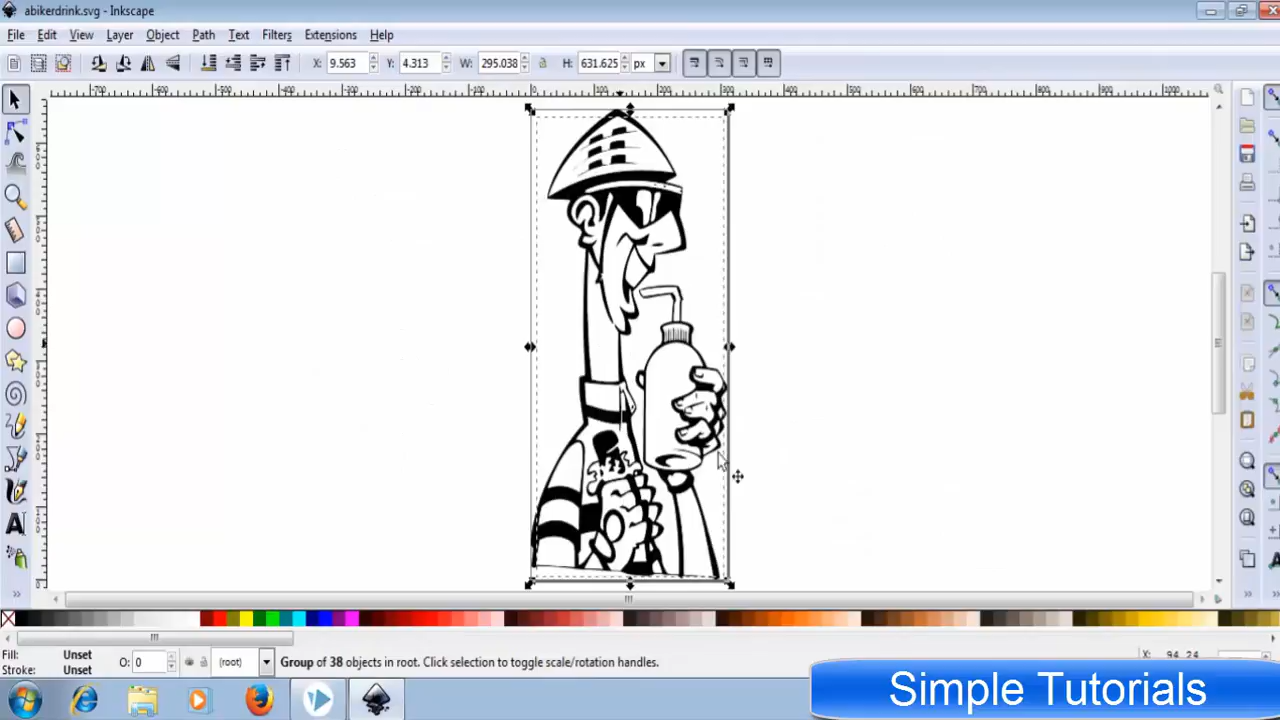 abikerdrink.svg - Inkscape
File Edit View Layer Object Path Text Filters Extensions Help
X: 9.563 Y: 4.313 W: 295.038 H: 631.625 px
Fill: Unset
Stroke: Unset
O: 0
(root)
Group of 38 objects in root. Click selection to toggle scale/rotation handles.
X: 94.24
Simple Tutorials